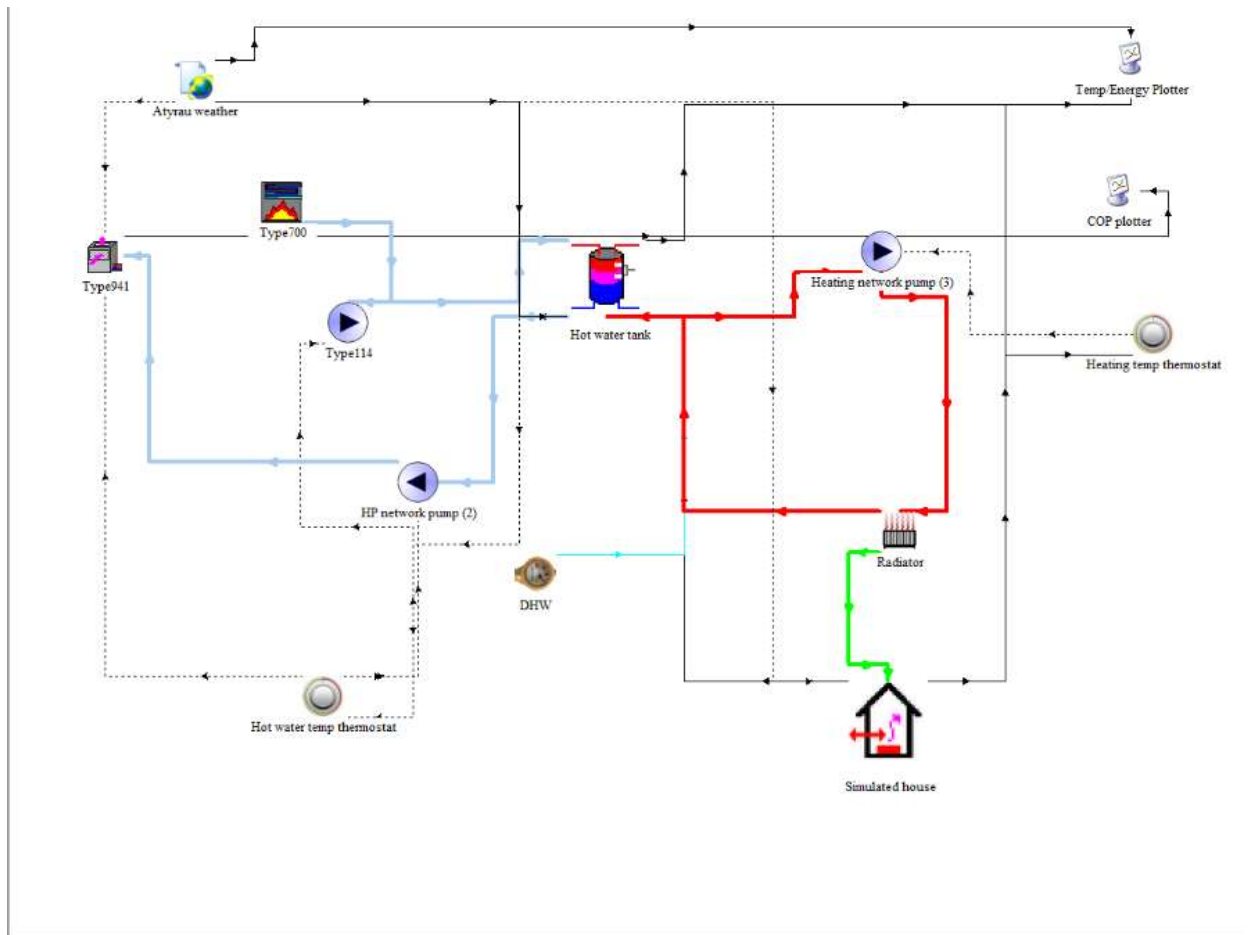 Temp/Energy Plotter
Atyrau weather
COP plotter
Type700
Type941
Heating network pump (3)
Hot water tank
Type114
Heating temp thermostat
HP network pump (2)
Radiator
DHW
Hot water temp thermostat
Simulated house